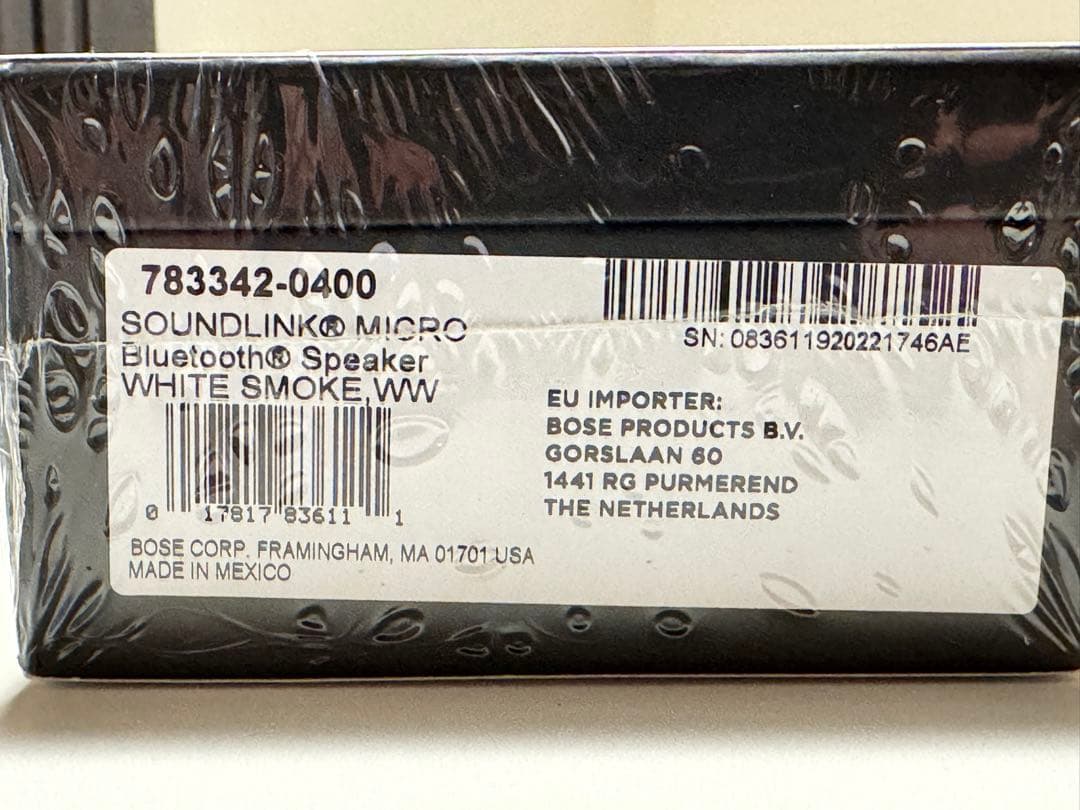 783342-0400
SOUNDLINK® MICRO
Bluetooth® Speaker
WHITE SMOKE,WW
0 17817 83611 1
BOSE CORP. FRAMINGHAM, MA 01701 USA
MADE IN MEXICO
SN: 083611920221746AE
EU IMPORTER:
BOSE PRODUCTS B.V.
GORSLAAN 60
1441 RG PURMEREND
THE NETHERLANDS